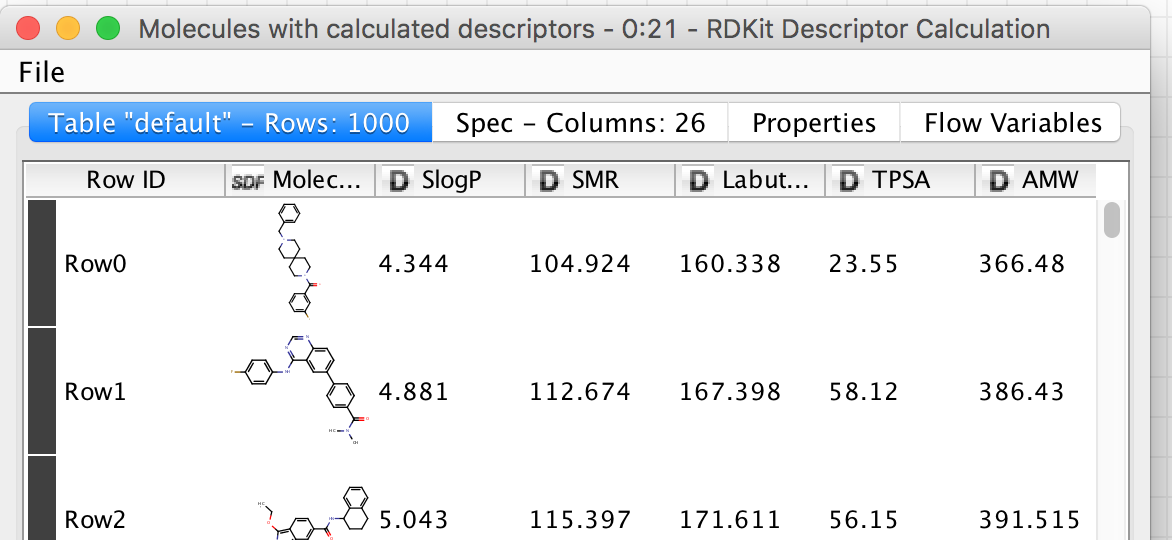 Molecules with calculated descriptors - 0:21 - RDKit Descriptor Calculation
File
Table "default" - Rows: 1000 Spec - Columns: 26 Properties Flow Variables
Row ID SDF Molec... D SlogP D SMR D Labut... D TPSA D AMW
Row0 4.344 104.924 160.338 23.55 366.48
Row1 4.881 112.674 167.398 58.12 386.43
Row2 5.043 115.397 171.611 56.15 391.515